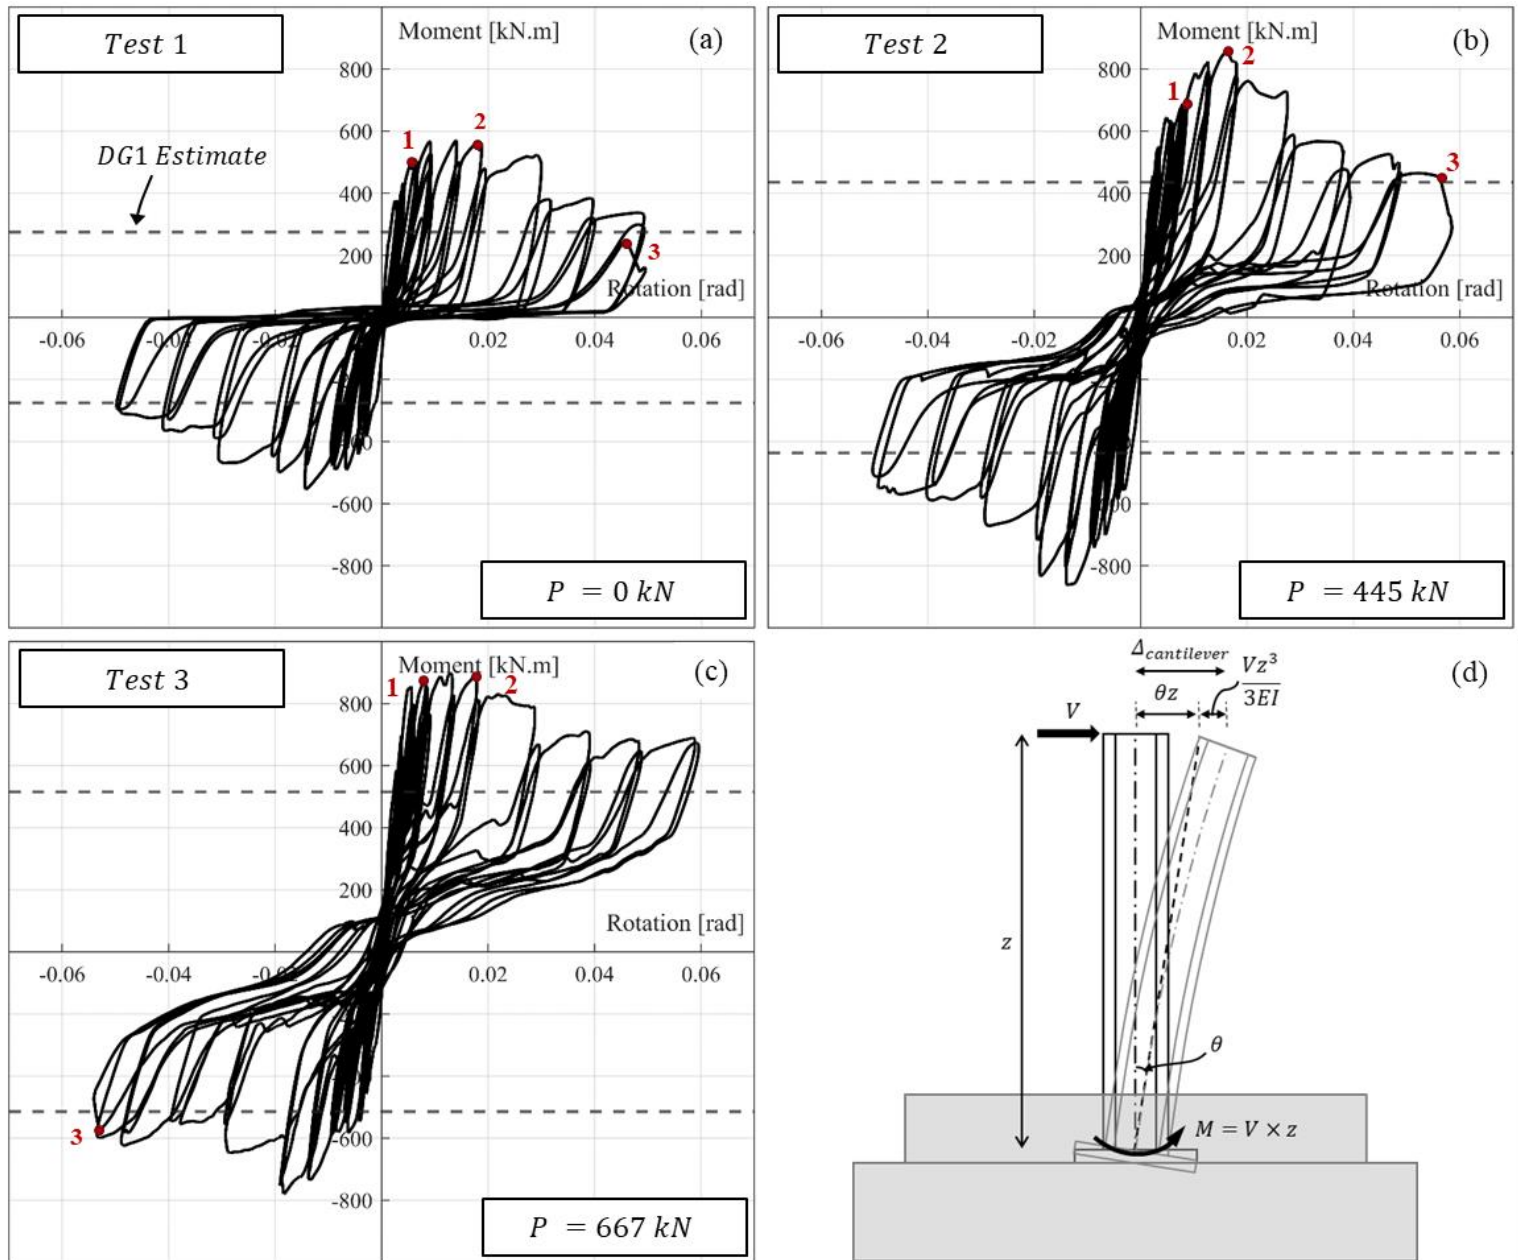 Test 1
Moment [kN.m]
(a)
800
600
400
200
1
2
3
DG1 Estimate
Rotation [rad]
-0.06
-0.04
0.02
0.04
0.06
-600
-800
P = 0 kN
Test 2
Moment [kN.m]
(b)
800
600
400
200
1
2
3
Rotation [rad]
-0.06
-0.04
-0.02
0.02
0.04
0.06
-800
P = 445 kN
Test 3
Moment [kN.m]
(c)
800
600
400
200
1
2
3
Rotation [rad]
-0.06
-0.04
0.02
0.04
0.06
-600
-800
P = 667 kN
(d)
Δcantilever
θz
Vz³
3EI
V
z
θ
M = V × z